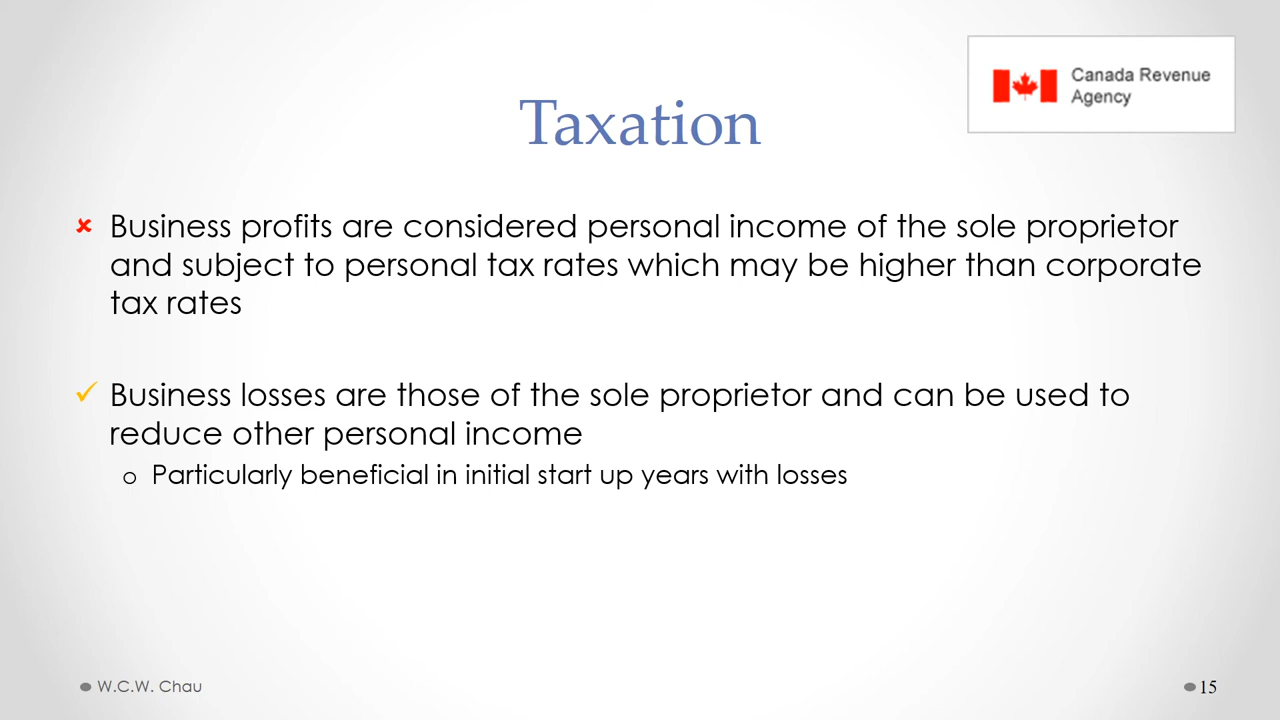 Canada Revenue
Agency
Taxation
Business profits are considered personal income of the sole proprietor
and subject to personal tax rates which may be higher than corporate
tax rates
Business losses are those of the sole proprietor and can be used to
reduce other personal income
Particularly beneficial in initial start up years with losses
W.C.W. Chau
15